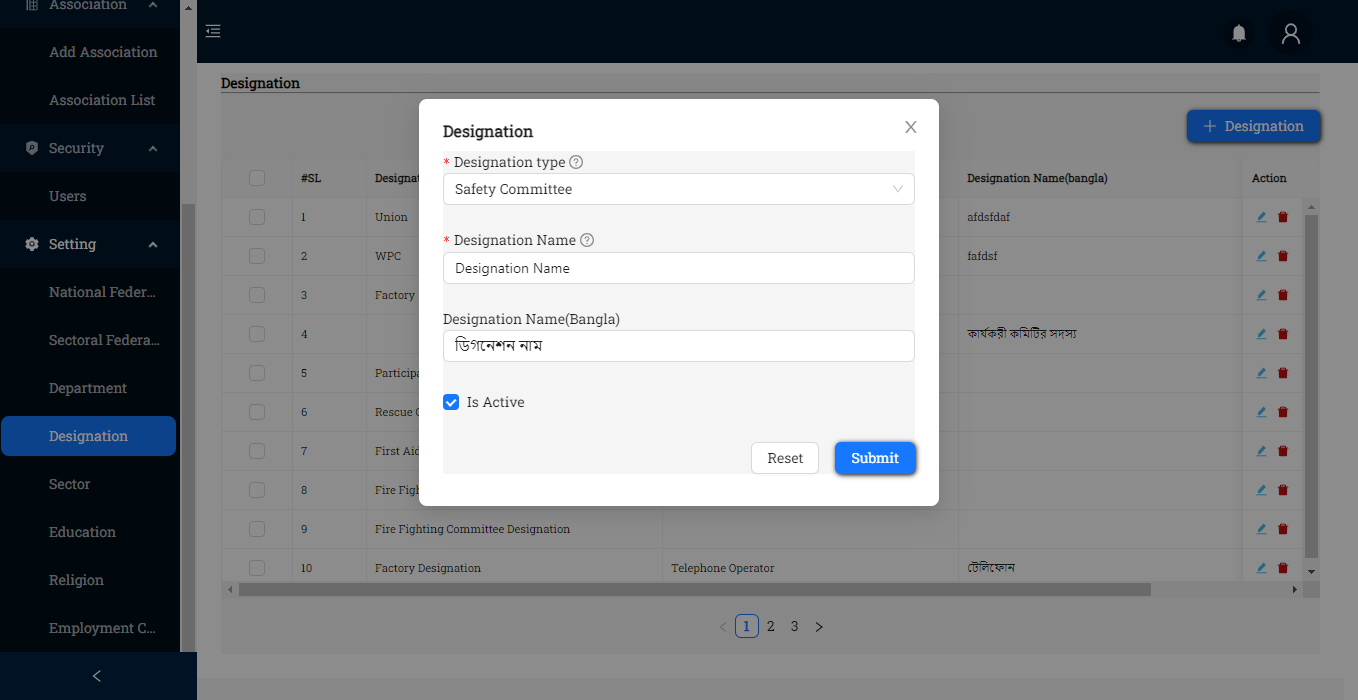 Association
Add Association
Association List
Security
Users
Setting
National Feder...
Sectoral Federa...
Department
Designation
Sector
Education
Religion
Employment C...
Designation
+ Designation
#SL
Designat
Designation Name(bangla)
Action
1 Union afdsfdaf
2 WPC fafdsf
3 Factory
4 কার্যকরী কমিটির সদস্য
5 Participa
6 Rescue
7 First Aid
8 Fire Figh
9 Fire Fighting Committee Designation
10 Factory Designation Telephone Operator টেলিফোন
< 1 2 3 >
Designation
* Designation type
Safety Committee
* Designation Name
Designation Name
Designation Name(Bangla)
ডিগনেশন নাম
Is Active
Reset Submit